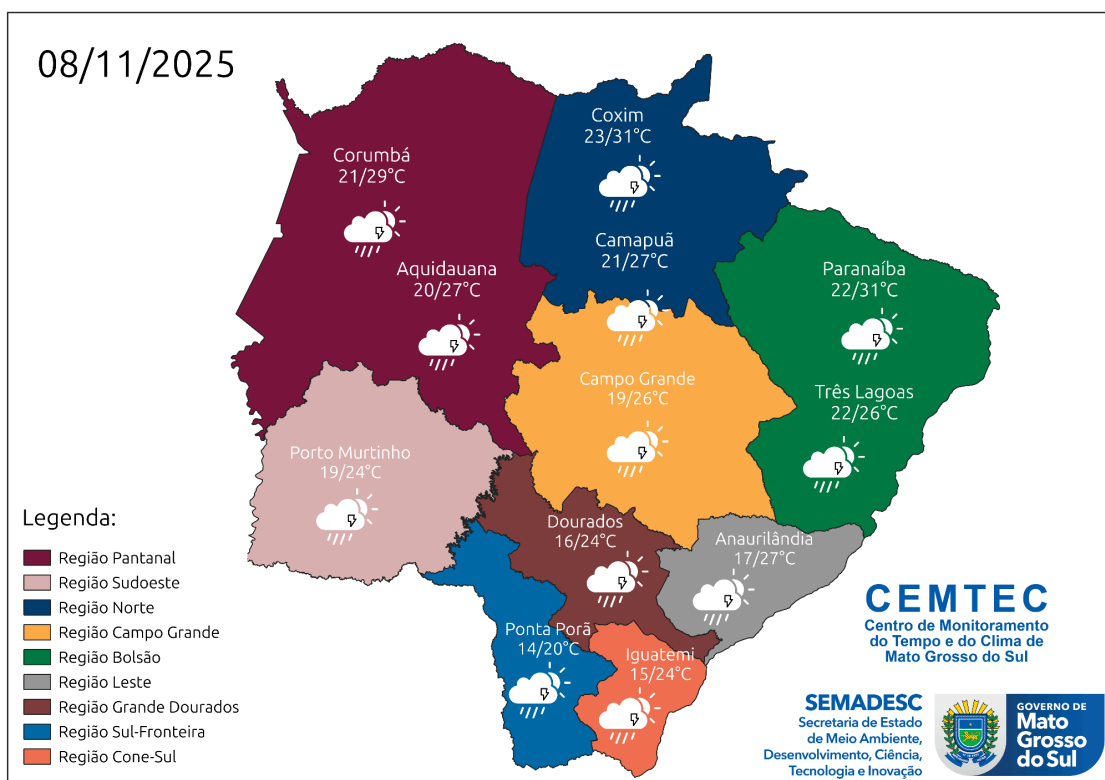 08/11/2025
Coxim
23/31°C
Corumbá
21/29°C
Camapuã
21/27°C
Aquidauana
20/27°C
Paranaíba
22/31°C
Campo Grande
19/26°C
Três Lagoas
22/26°C
Porto Murtinho
19/24°C
Dourados
16/24°C
Anaurilândia
17/27°C
Ponta Porã
14/20°C
Iguatemi
15/24°C
Legenda:
Região Pantanal
Região Sudoeste
Região Norte
Região Campo Grande
Região Bolsão
Região Leste
Região Grande Dourados
Região Sul-Fronteira
Região Cone-Sul
CEMTEC
Centro de Monitoramento
do Tempo e do Clima de
Mato Grosso do Sul
SEMADESC
Secretaria de Estado
de Meio Ambiente,
Desenvolvimento, Ciência,
Tecnologia e Inovação
GOVERNO DE
Mato
Grosso
do Sul